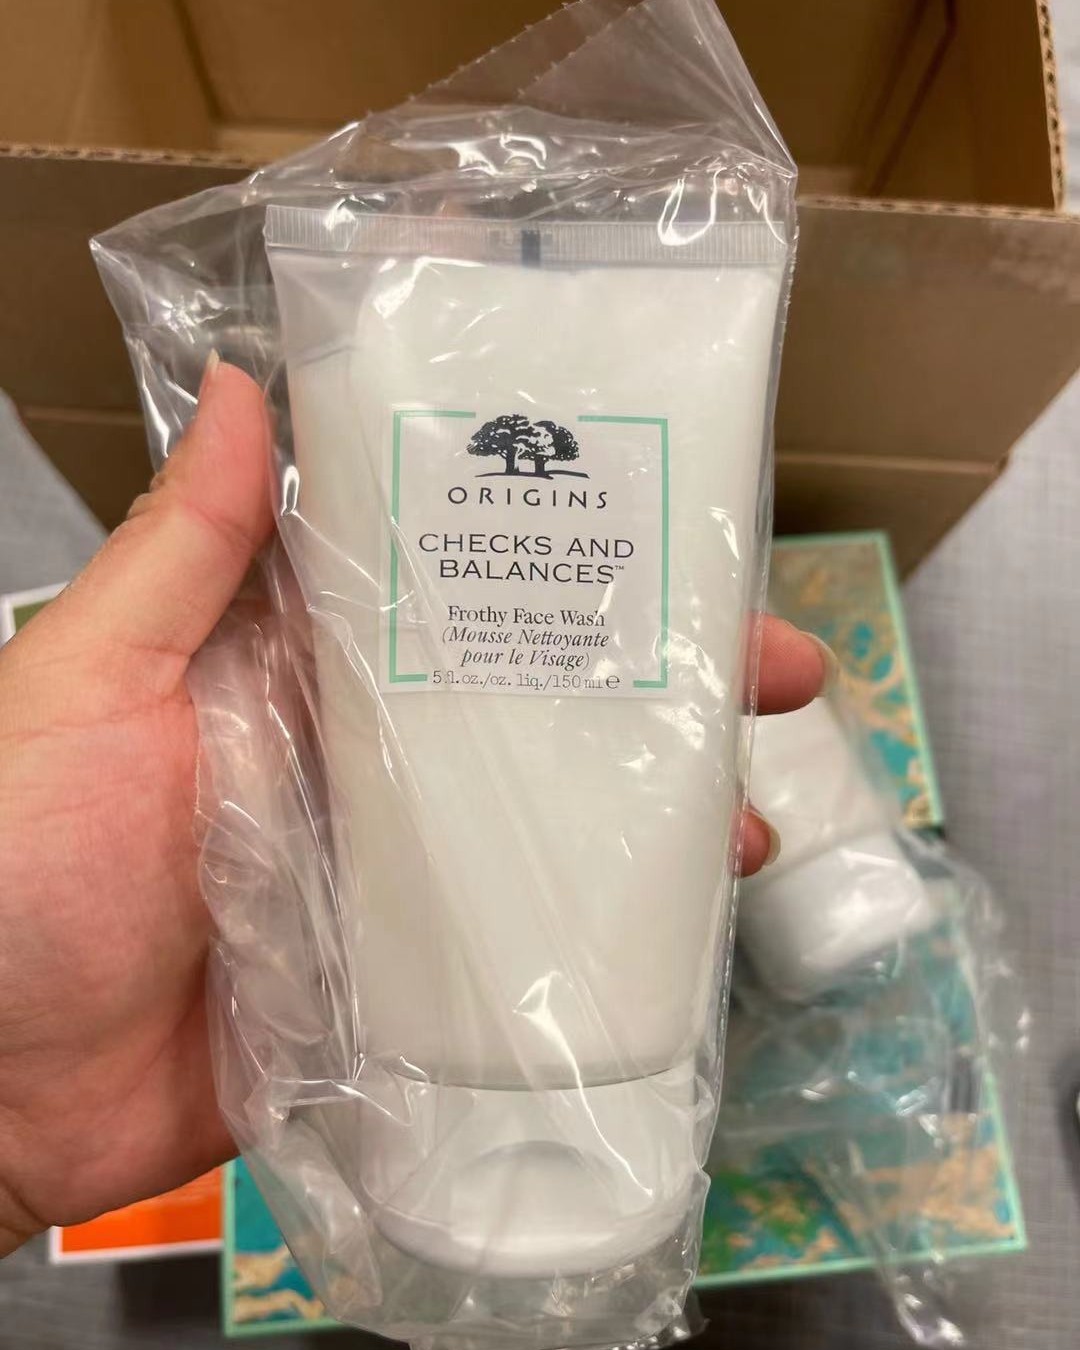 ORIGINS
CHECKS AND
BALANCES™
Frothy Face Wash
(Mousse Nettoyante
pour le Visage)
5 fl. oz./oz. liq./150 ml e